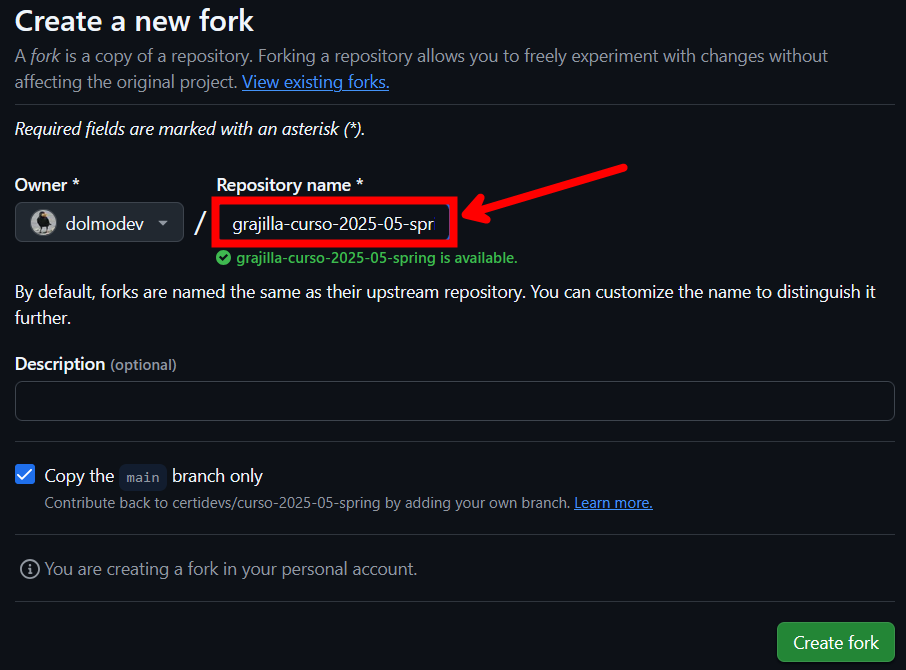 Create a new fork
A fork is a copy of a repository. Forking a repository allows you to freely experiment with changes without
affecting the original project. View existing forks.
Required fields are marked with an asterisk (*).
Owner * Repository name *
dolmodev / grajilla-curso-2025-05-spr
grajilla-curso-2025-05-spring is available.
By default, forks are named the same as their upstream repository. You can customize the name to distinguish it
further.
Description (optional)
Copy the main branch only
Contribute back to certidevs/curso-2025-05-spring by adding your own branch. Learn more.
You are creating a fork in your personal account.
Create fork